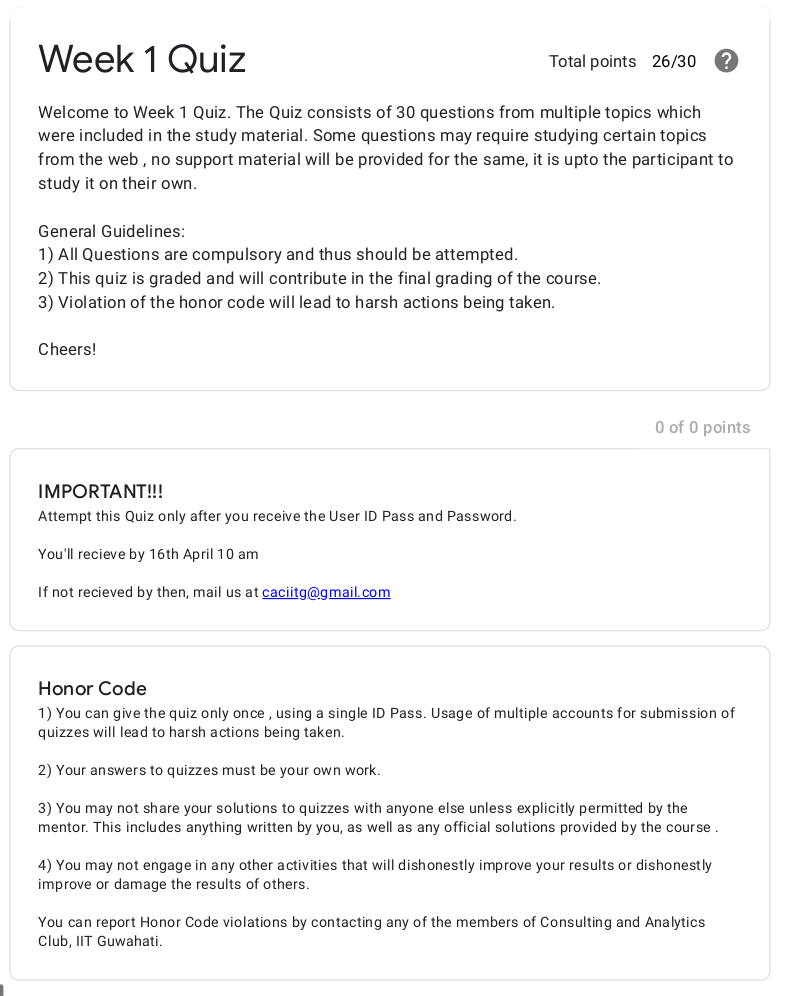 Week 1 Quiz
Total points 26/30
?
Welcome to Week 1 Quiz. The Quiz consists of 30 questions from multiple topics which
were included in the study material. Some questions may require studying certain topics
from the web , no support material will be provided for the same, it is upto the participant to
study it on their own.
General Guidelines:
1) All Questions are compulsory and thus should be attempted.
2) This quiz is graded and will contribute in the final grading of the course.
3) Violation of the honor code will lead to harsh actions being taken.
Cheers!
0 of 0 points
IMPORTANT!!!
Attempt this Quiz only after you receive the User ID Pass and Password.
You'll recieve by 16th April 10 am
If not recieved by then, mail us at caciitg@gmail.com
Honor Code
1) You can give the quiz only once , using a single ID Pass. Usage of multiple accounts for submission of
quizzes will lead to harsh actions being taken.
2) Your answers to quizzes must be your own work.
3) You may not share your solutions to quizzes with anyone else unless explicitly permitted by the
mentor. This includes anything written by you, as well as any official solutions provided by the course .
4) You may not engage in any other activities that will dishonestly improve your results or dishonestly
improve or damage the results of others.
You can report Honor Code violations by contacting any of the members of Consulting and Analytics
Club, IIT Guwahati.